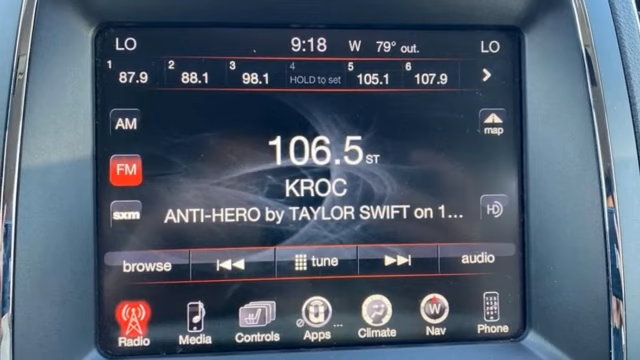 LO 9:18 W 79° out. LO
1 87.9 2 88.1 3 98.1 4 HOLD to set 5 105.1 6 107.9
AM
map
106.5 ST
FM
KROC
sxm
HD
ANTI-HERO by TAYLOR SWIFT on 1...
browse tune audio
Radio Media Controls Apps ... Climate Nav Phone